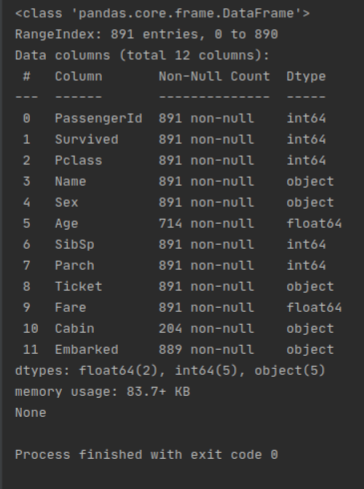 <class 'pandas.core.frame.DataFrame'>
RangeIndex: 891 entries, 0 to 890
Data columns (total 12 columns):
 #   Column       Non-Null Count  Dtype
---  ------       --------------  -----
 0   PassengerId  891 non-null    int64
 1   Survived     891 non-null    int64
 2   Pclass       891 non-null    int64
 3   Name         891 non-null    object
 4   Sex          891 non-null    object
 5   Age          714 non-null    float64
 6   SibSp        891 non-null    int64
 7   Parch        891 non-null    int64
 8   Ticket       891 non-null    object
 9   Fare         891 non-null    float64
 10  Cabin        204 non-null    object
 11  Embarked     889 non-null    object
dtypes: float64(2), int64(5), object(5)
memory usage: 83.7+ KB
None
Process finished with exit code 0